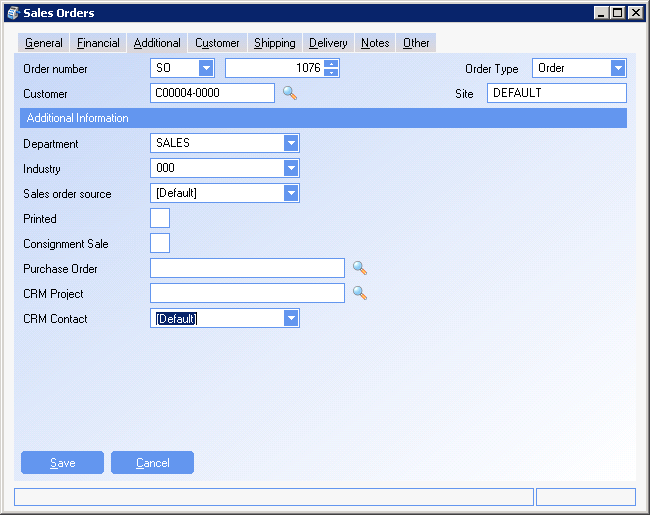 Sales Orders
General Financial Additional Customer Shipping Delivery Notes Other
Order number SO 1076 Order Type Order
Customer C00004-0000 Site DEFAULT
Additional Information
Department SALES
Industry 000
Sales order source [Default]
Printed
Consignment Sale
Purchase Order
CRM Project
CRM Contact [Default]
Save Cancel